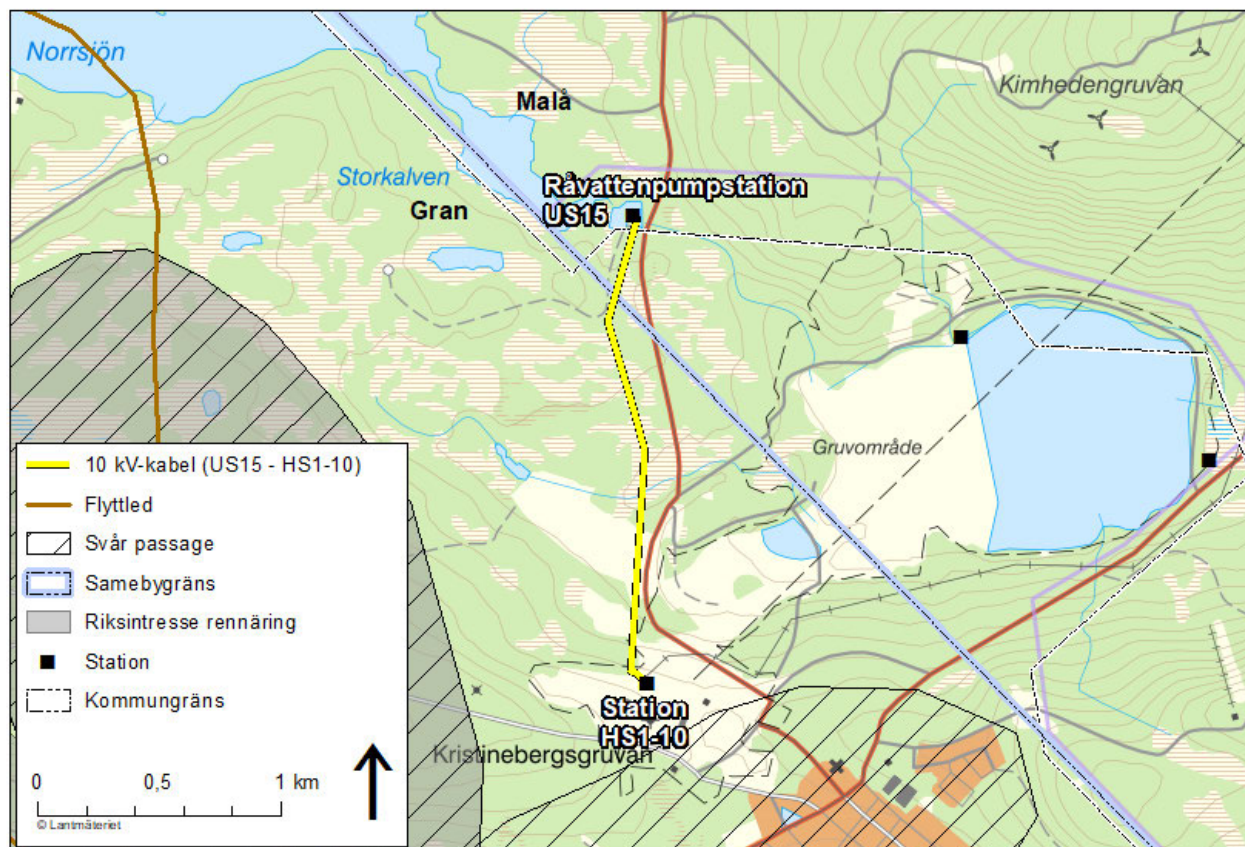 Norrsjön
Malå
Kimhedengruvan
Storkalven
Gran
Råvattenpumpstation
US15
Gruvområde
Station
HS1-10
Kristinebergsgruvan
10 kV-kabel (US15 - HS1-10)
Flyttled
Svår passage
Samebygräns
Riksintresse rennäring
Station
Kommungräns
0 0,5 1 km
© Lantmäteriet